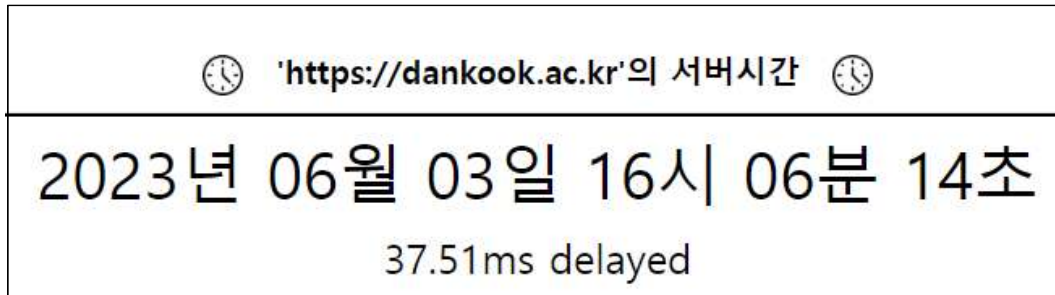 'https://dankook.ac.kr'의 서버시간
2023년 06월 03일 16시 06분 14초
37.51ms delayed